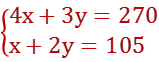 4x + 3y = 270
x + 2y = 105